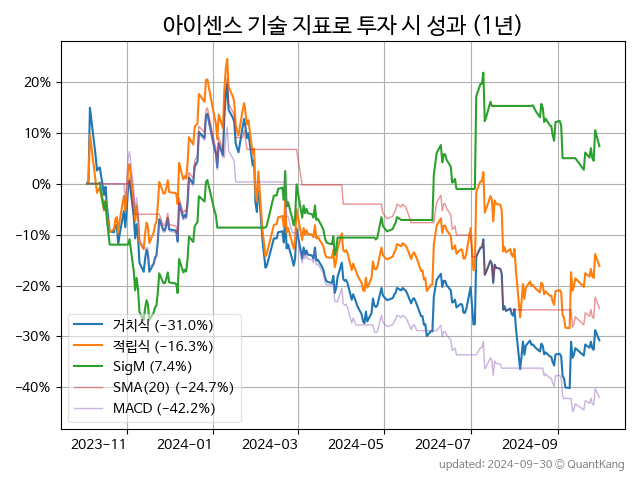 아이센스 기술 지표로 투자 시 성과 (1년)
20%
10%
0%
−10%
−20%
−30%
−40%
거치식 (−31.0%)
적립식 (−16.3%)
SigM (7.4%)
SMA(20) (−24.7%)
MACD (−42.2%)
2023-11
2024-01
2024-03
2024-05
2024-07
2024-09
updated: 2024-09-30 © QuantKang